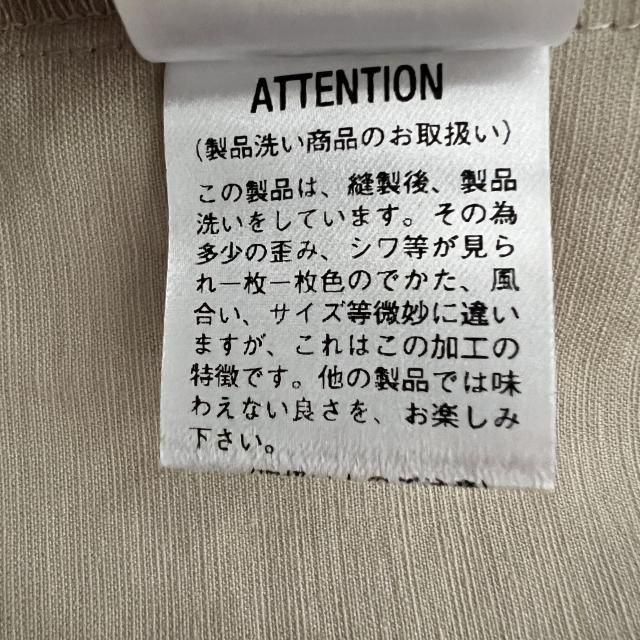 ATTENTION
(製品洗い商品のお取扱い)
この製品は、縫製後、製品
洗いをしています。その為
多少の歪み、シワ等が見ら
れ一枚一枚色のでかた、風
合い、サイズ等微妙に違い
ますが、これはこの加工の
特徴です。他の製品では味
わえない良さを、お楽しみ
下さい。